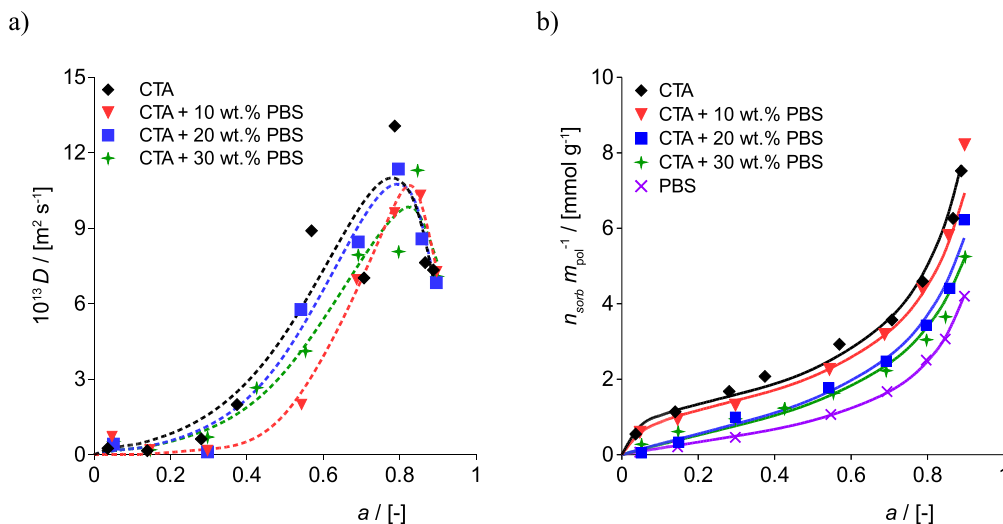 a)
15
12
9
6
3
0
10¹³ D / [m² s⁻¹]
CTA
CTA + 10 wt.% PBS
CTA + 20 wt.% PBS
CTA + 30 wt.% PBS
0
0.2
0.4
0.6
0.8
1
a / [-]
b)
10
8
6
4
2
0
n_sorb m_pol⁻¹ / [mmol g⁻¹]
CTA
CTA + 10 wt.% PBS
CTA + 20 wt.% PBS
CTA + 30 wt.% PBS
PBS
0
0.2
0.4
0.6
0.8
1
a / [-]